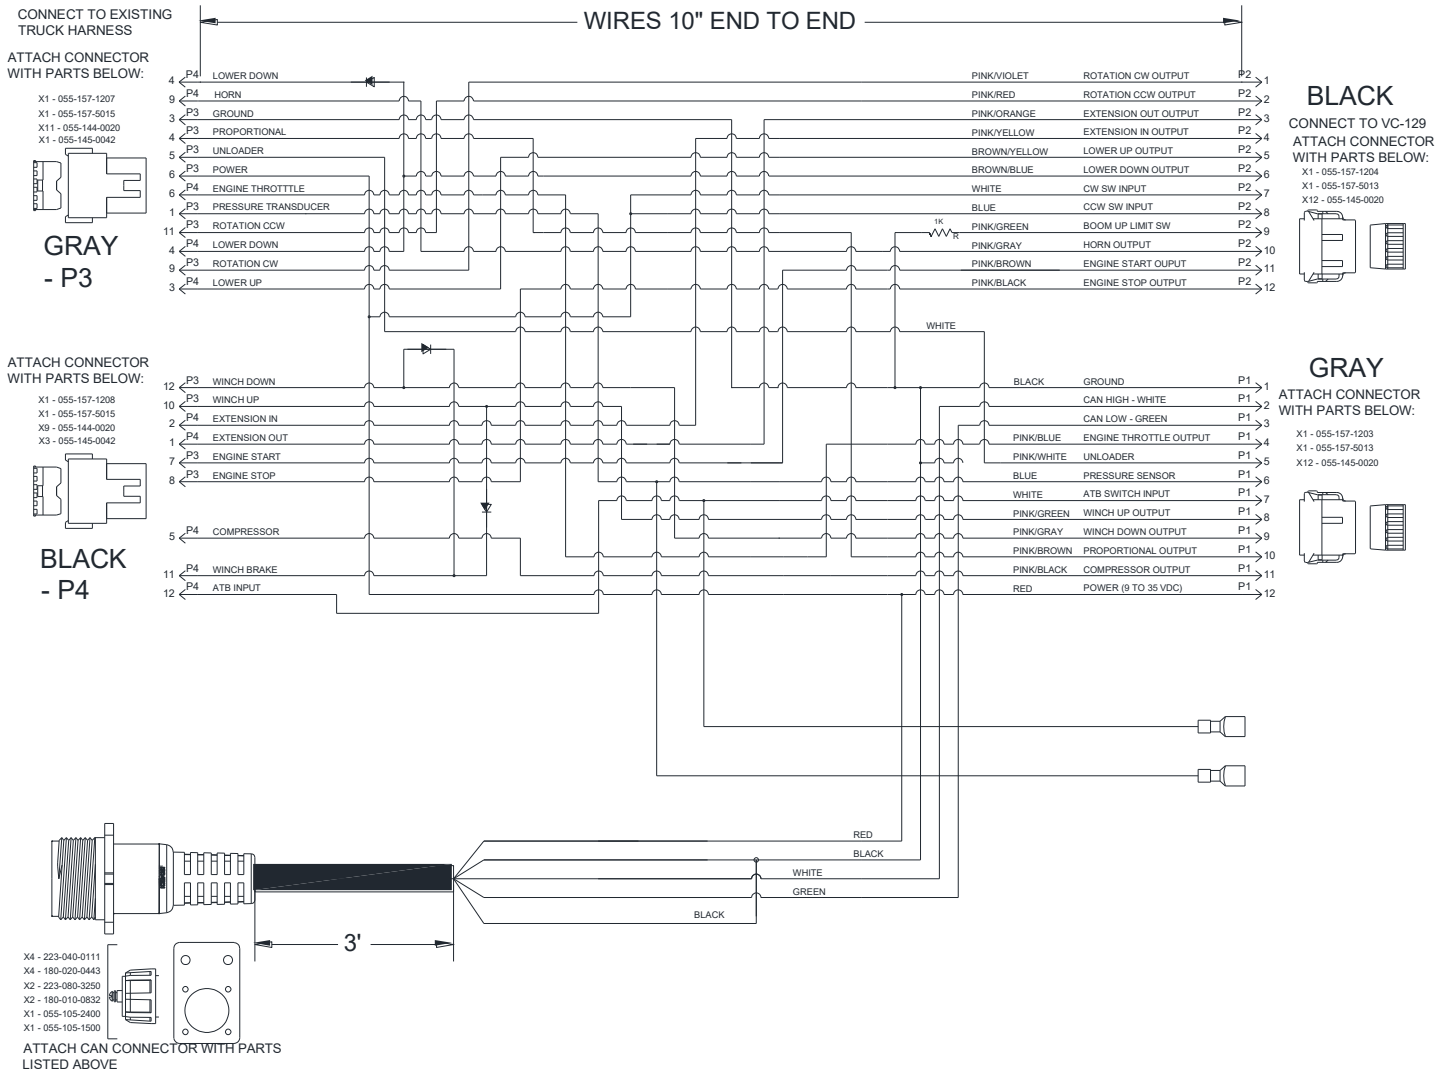 CONNECT TO EXISTING
TRUCK HARNESS
WIRES 10" END TO END
ATTACH CONNECTOR
WITH PARTS BELOW:
X1 - 055-157-1207
X1 - 055-157-5015
X11 - 055-144-0020
X1 - 055-145-0042
GRAY
- P3
4 P4 LOWER DOWN
9 P4 HORN
3 P3 GROUND
4 P3 PROPORTIONAL
5 P3 UNLOADER
6 P3 POWER
6 P4 ENGINE THROTTTLE
1 P3 PRESSURE TRANSDUCER
11 P3 ROTATION CCW
4 P4 LOWER DOWN
9 P3 ROTATION CW
3 P4 LOWER UP
PINK/VIOLET ROTATION CW OUTPUT P2 1
PINK/RED ROTATION CCW OUTPUT P2 2
PINK/ORANGE EXTENSION OUT OUTPUT P2 3
PINK/YELLOW EXTENSION IN OUTPUT P2 4
BROWN/YELLOW LOWER UP OUTPUT P2 5
BROWN/BLUE LOWER DOWN OUTPUT P2 6
WHITE CW SW INPUT P2 7
BLUE CCW SW INPUT P2 8
1K R PINK/GREEN BOOM UP LIMIT SW P2 9
PINK/GRAY HORN OUTPUT P2 10
PINK/BROWN ENGINE START OUPUT P2 11
PINK/BLACK ENGINE STOP OUTPUT P2 12
WHITE
BLACK
CONNECT TO VC-129
ATTACH CONNECTOR
WITH PARTS BELOW:
X1 - 055-157-1204
X1 - 055-157-5013
X12 - 055-145-0020
ATTACH CONNECTOR
WITH PARTS BELOW:
X1 - 055-157-1208
X1 - 055-157-5015
X9 - 055-144-0020
X3 - 055-145-0042
BLACK
- P4
12 P3 WINCH DOWN
10 P3 WINCH UP
2 P4 EXTENSION IN
1 P4 EXTENSION OUT
7 P3 ENGINE START
8 P3 ENGINE STOP
5 P4 COMPRESSOR
11 P4 WINCH BRAKE
12 P4 ATB INPUT
BLACK GROUND P1 1
CAN HIGH - WHITE P1 2
CAN LOW - GREEN P1 3
PINK/BLUE ENGINE THROTTLE OUTPUT P1 4
PINK/WHITE UNLOADER P1 5
BLUE PRESSURE SENSOR P1 6
WHITE ATB SWITCH INPUT P1 7
PINK/GREEN WINCH UP OUTPUT P1 8
PINK/GRAY WINCH DOWN OUTPUT P1 9
PINK/BROWN PROPORTIONAL OUTPUT P1 10
PINK/BLACK COMPRESSOR OUTPUT P1 11
RED POWER (9 TO 35 VDC) P1 12
GRAY
ATTACH CONNECTOR
WITH PARTS BELOW:
X1 - 055-157-1203
X1 - 055-157-5013
X12 - 055-145-0020
RED
BLACK
WHITE
GREEN
BLACK
3'
X4 - 223-040-0111
X4 - 180-020-0443
X2 - 223-080-3250
X2 - 180-010-0832
X1 - 055-105-2400
X1 - 055-105-1500
ATTACH CAN CONNECTOR WITH PARTS
LISTED ABOVE